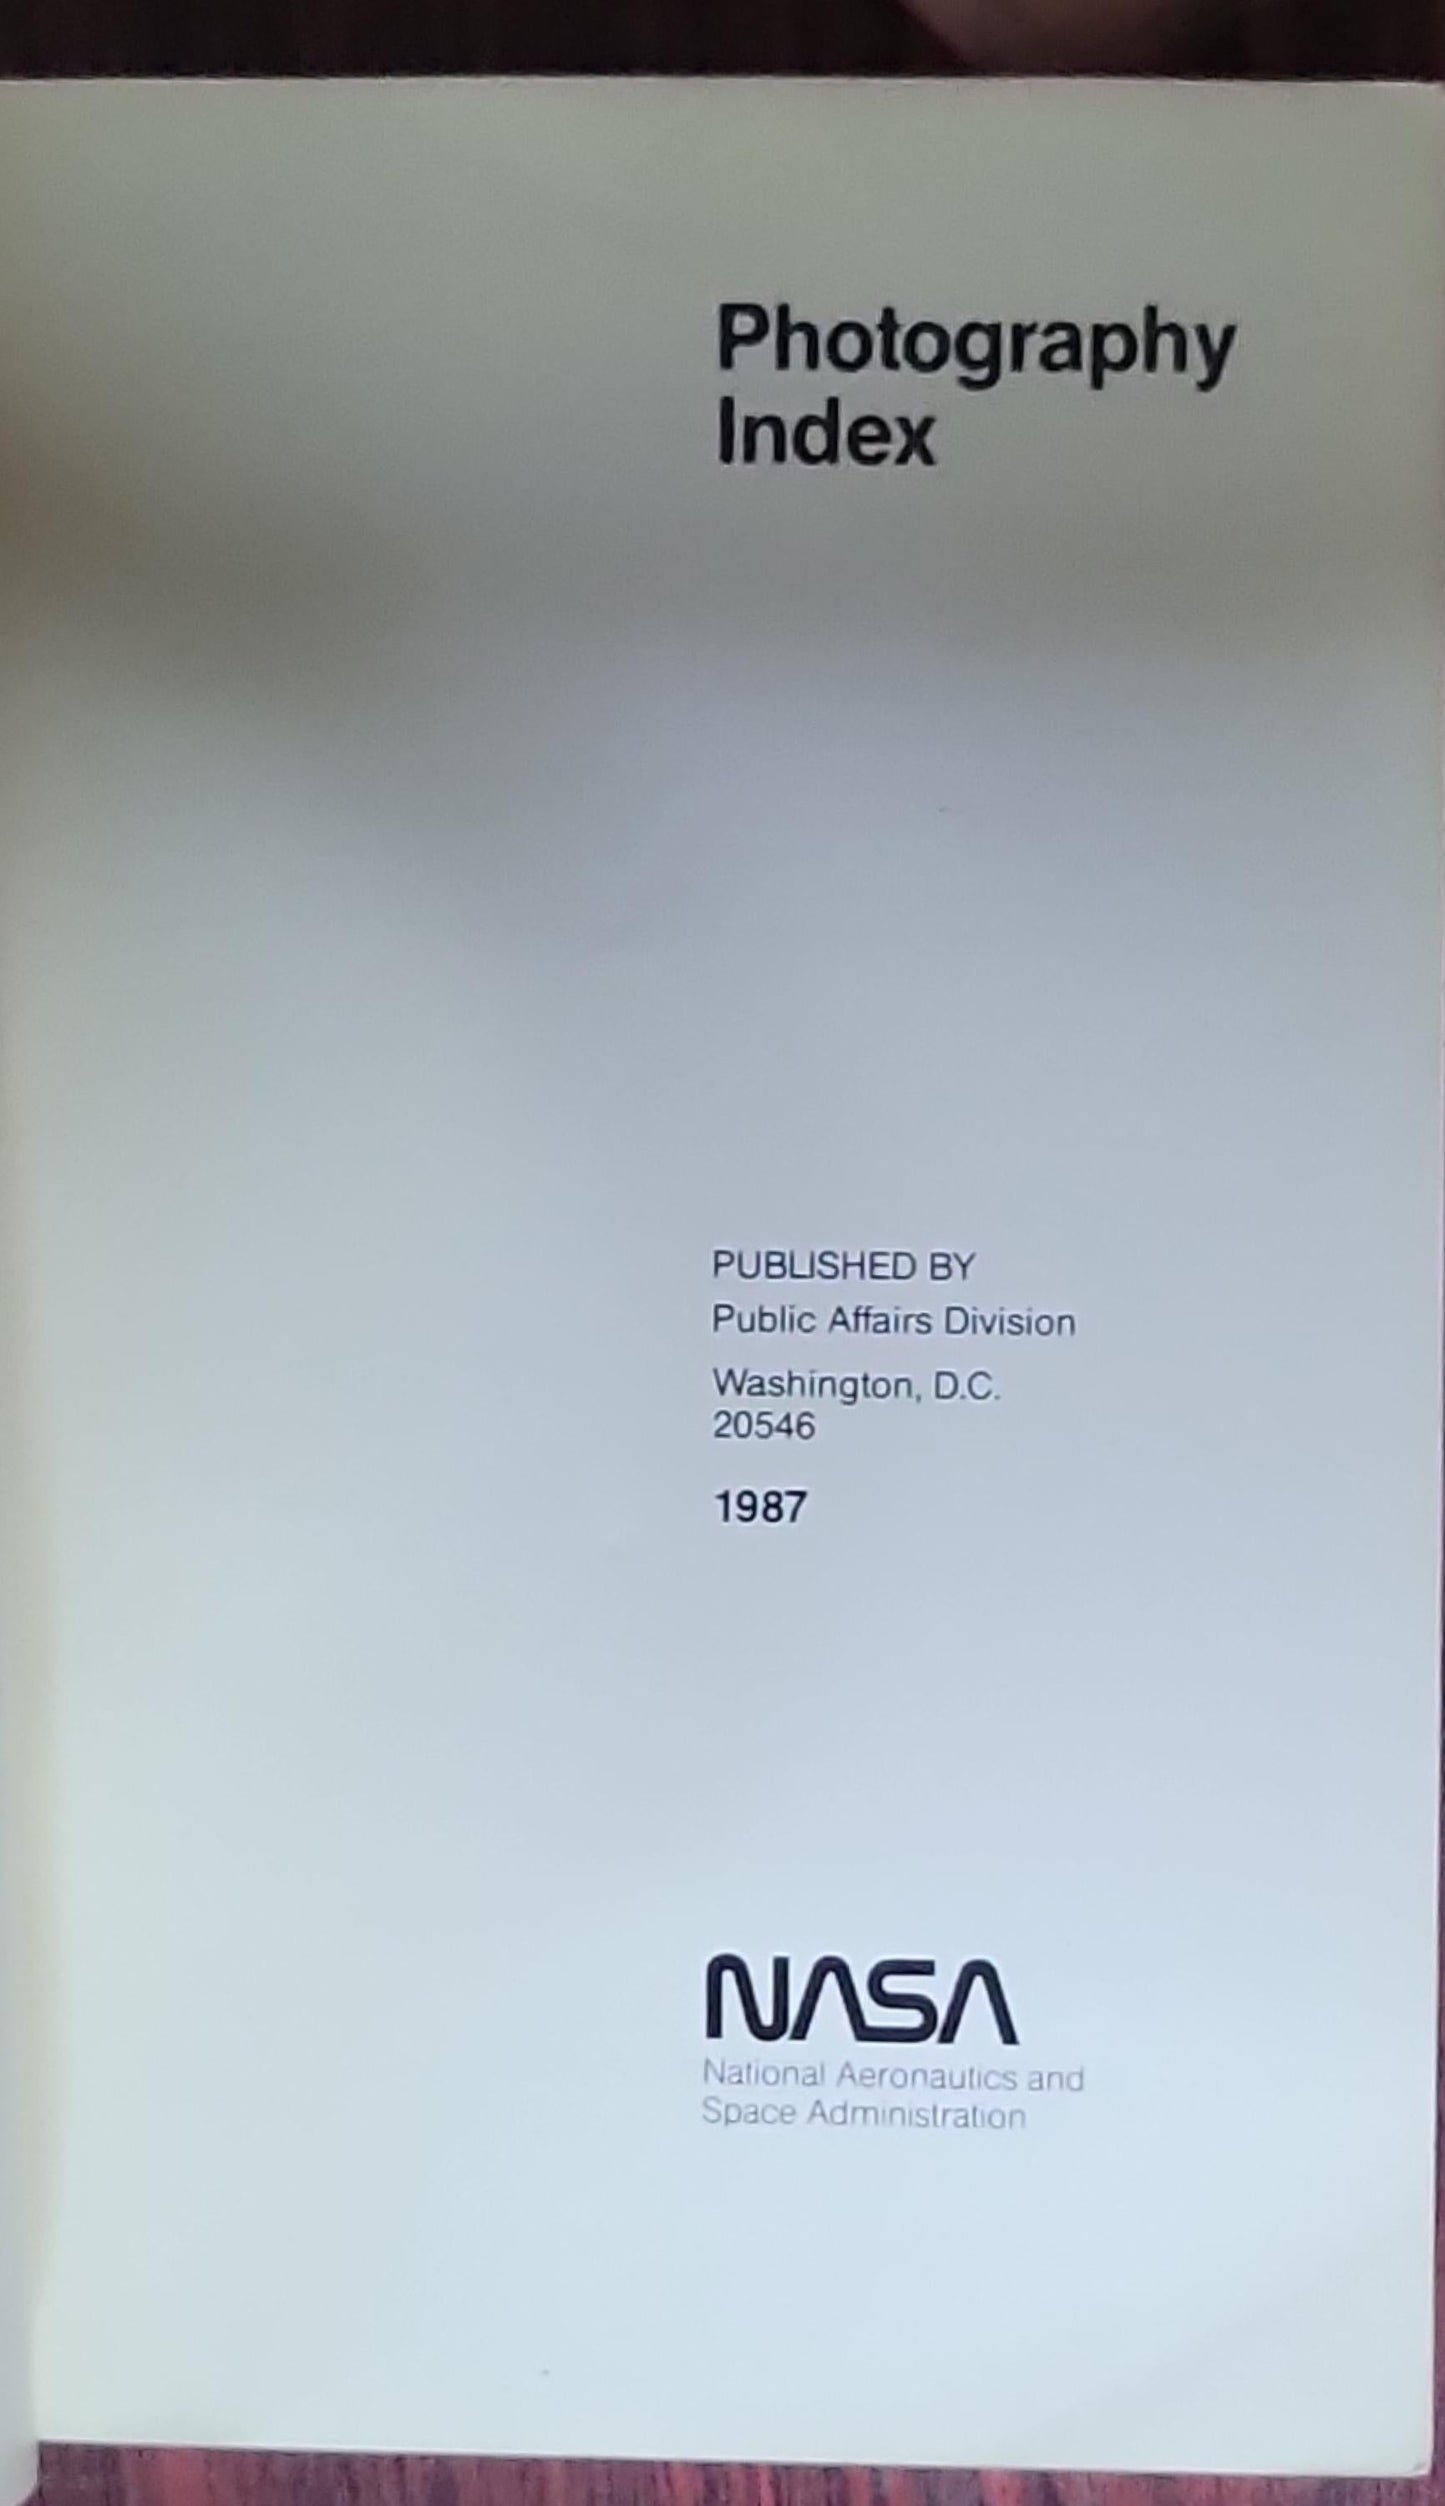 Photography
Index
PUBLISHED BY
Public Affairs Division
Washington, D.C.
20546
1987
NASA
National Aeronautics and
Space Administration